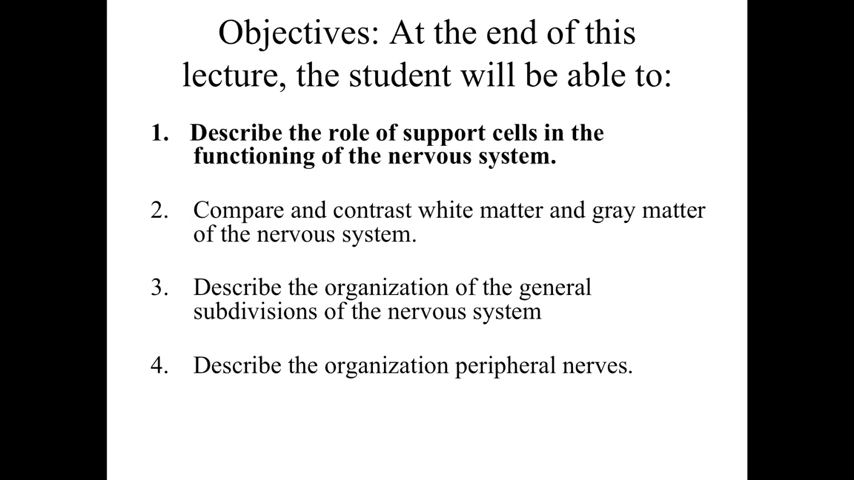 Objectives: At the end of this
lecture, the student will be able to:
1. Describe the role of support cells in the
functioning of the nervous system.
2. Compare and contrast white matter and gray matter
of the nervous system.
3. Describe the organization of the general
subdivisions of the nervous system
4. Describe the organization peripheral nerves.